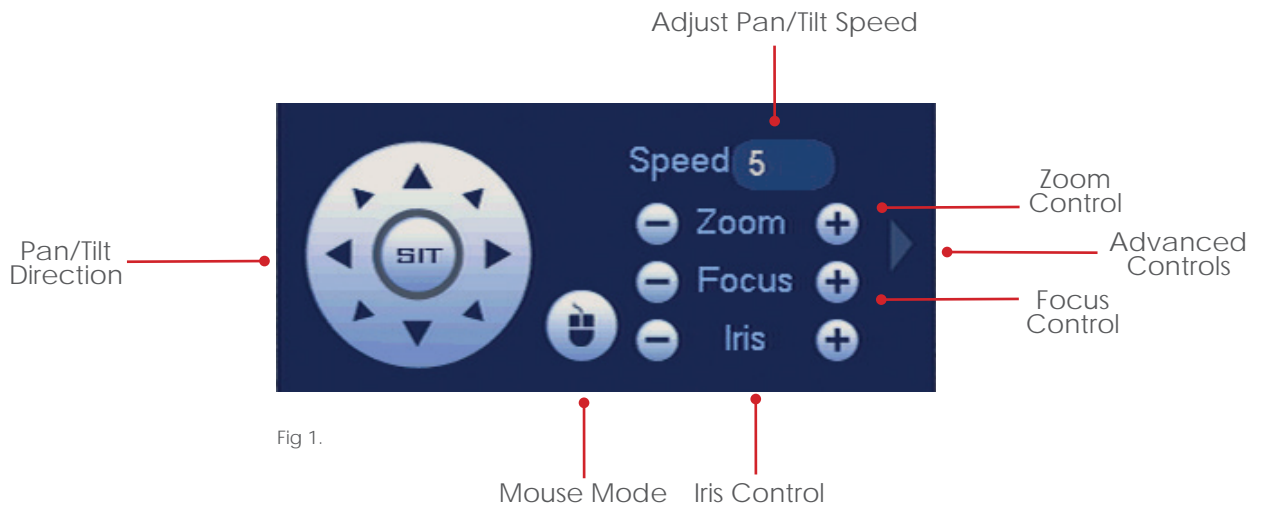 Adjust Pan/Tilt Speed
Speed 5
Zoom
Control
Zoom
Pan/Tilt
Direction
SIT
Advanced
Controls
Focus
Focus
Control
Iris
Fig 1.
Mouse Mode
Iris Control